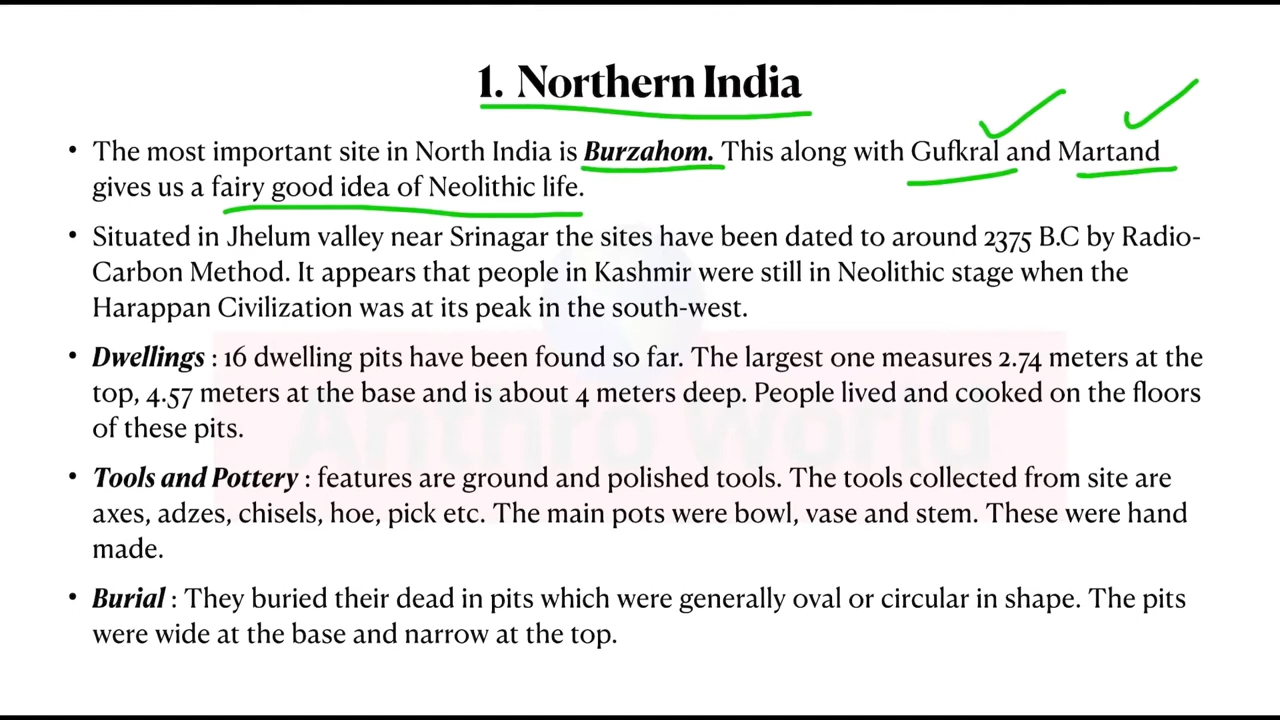 1. Northern India
• The most important site in North India is Burzahom. This along with Gufkral and Martand
gives us a fairy good idea of Neolithic life.
• Situated in Jhelum valley near Srinagar the sites have been dated to around 2375 B.C by Radio-
Carbon Method. It appears that people in Kashmir were still in Neolithic stage when the
Harappan Civilization was at its peak in the south-west.
• Dwellings : 16 dwelling pits have been found so far. The largest one measures 2.74 meters at the
top, 4.57 meters at the base and is about 4 meters deep. People lived and cooked on the floors
of these pits.
• Tools and Pottery : features are ground and polished tools. The tools collected from site are
axes, adzes, chisels, hoe, pick etc. The main pots were bowl, vase and stem. These were hand
made.
• Burial : They buried their dead in pits which were generally oval or circular in shape. The pits
were wide at the base and narrow at the top.
Anthro World